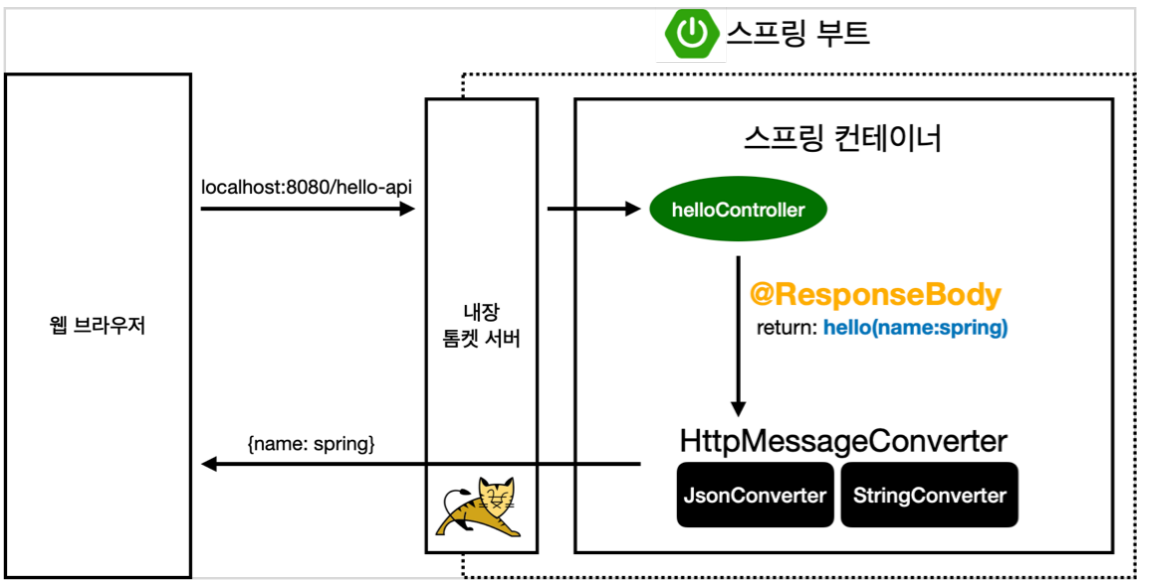 스프링 부트
스프링 컨테이너
localhost:8080/hello-api
helloController
@ResponseBody
return: hello(name:spring)
웹 브라우저
내장
톰켓 서버
{name: spring}
HttpMessageConverter
JsonConverter
StringConverter